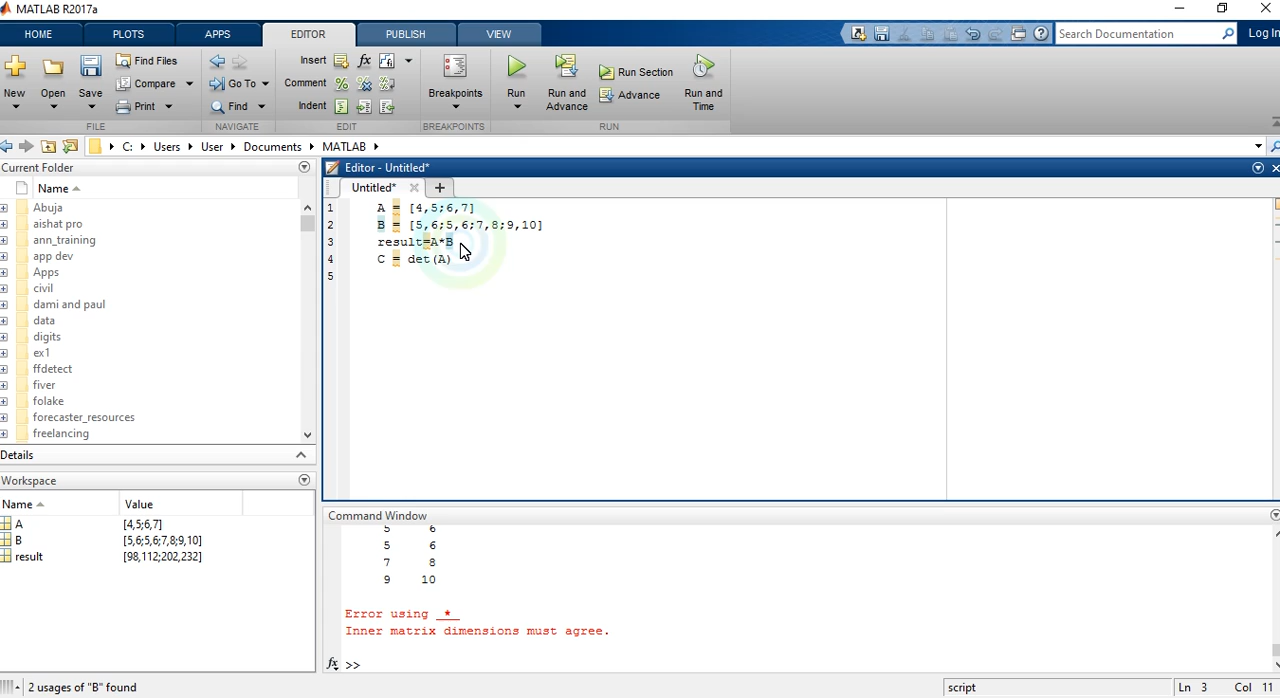 MATLAB R2017a
HOME PLOTS APPS EDITOR PUBLISH VIEW Search Documentation Log In
New Open Save Find Files Compare Print
FILE
Go To Find
NAVIGATE
Insert fx
Comment
Indent
EDIT
Breakpoints
BREAKPOINTS
Run Run and Advance Run Section Advance Run and Time
RUN
C: Users User Documents MATLAB
Current Folder
Name
Abuja
aishat pro
ann_training
app dev
Apps
civil
dami and paul
data
digits
ex1
ffdetect
fiver
folake
forecaster_resources
freelancing
Details
Workspace
Name Value
A [4,5;6,7]
B [5,6;5,6;7,8;9,10]
result [98,112;202,232]
Editor - Untitled*
Untitled* +
1 A = [4,5;6,7]
2 B = [5,6;5,6;7,8;9,10]
3 result=A*B
4 C = det(A)
5
Command Window
5 6
5 6
7 8
9 10
Error using *
Inner matrix dimensions must agree.
fx >>
2 usages of "B" found script Ln 3 Col 11